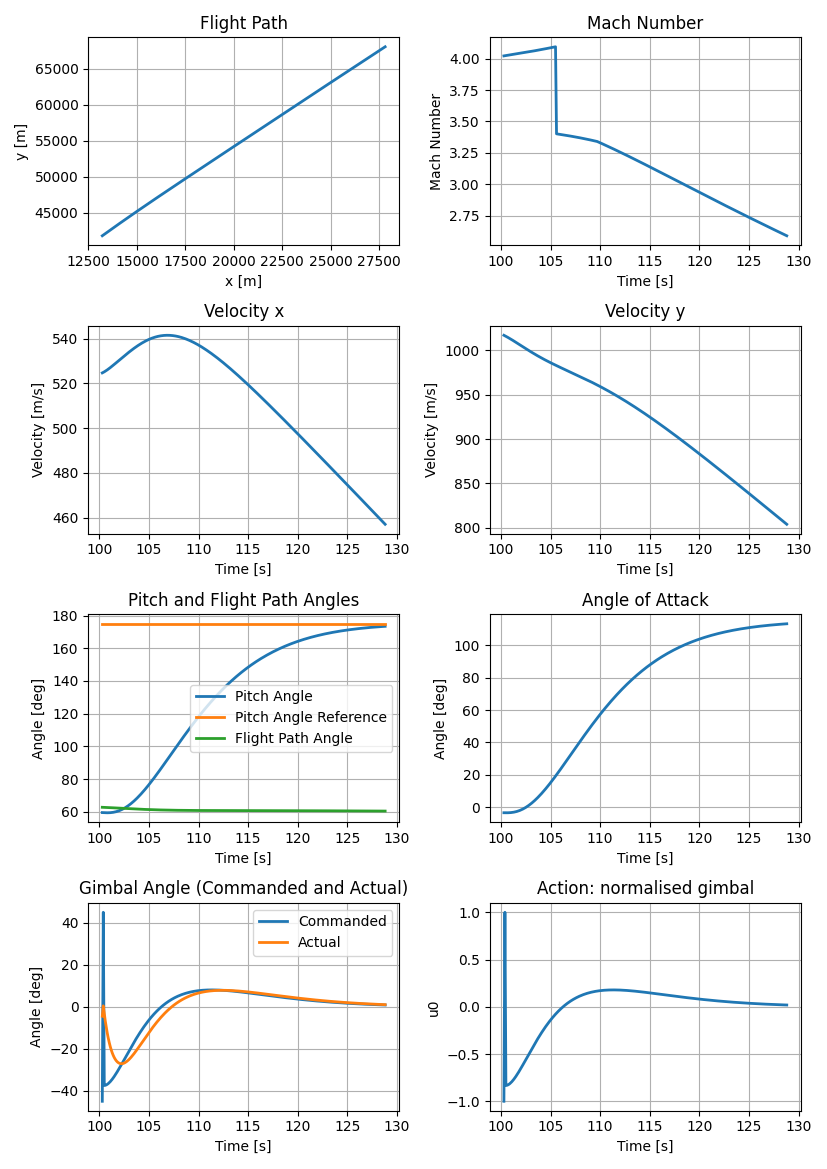 Flight Path
y [m]
65000
60000
55000
50000
45000
12500 15000 17500 20000 22500 25000 27500
x [m]
Mach Number
Mach Number
4.00
3.75
3.50
3.25
3.00
2.75
100 105 110 115 120 125 130
Time [s]
Velocity x
Velocity [m/s]
540
520
500
480
460
100 105 110 115 120 125 130
Time [s]
Velocity y
Velocity [m/s]
1000
950
900
850
800
100 105 110 115 120 125 130
Time [s]
Pitch and Flight Path Angles
Angle [deg]
180
160
140
120
100
80
60
Pitch Angle
Pitch Angle Reference
Flight Path Angle
100 105 110 115 120 125 130
Time [s]
Angle of Attack
Angle [deg]
100
80
60
40
20
0
100 105 110 115 120 125 130
Time [s]
Gimbal Angle (Commanded and Actual)
Angle [deg]
40
20
0
−20
−40
Commanded
Actual
100 105 110 115 120 125 130
Time [s]
Action: normalised gimbal
u0
1.0
0.5
0.0
−0.5
−1.0
100 105 110 115 120 125 130
Time [s]